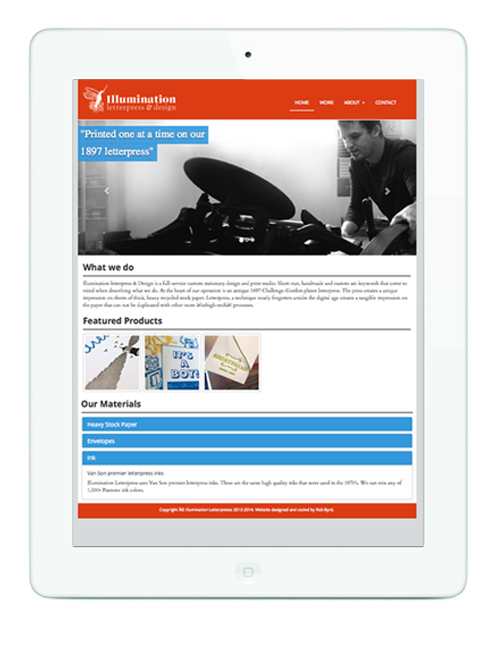 Illumination
letterpress & design
HOME WORK ABOUT CONTACT
"Printed one at a time on our
1897 letterpress"
What we do
Illumination Letterpress & Design is a full-service custom stationary design and print studio. Short-run, handmade and custom are keywords that come to
mind when describing what we do. At the heart of our operation is an antique 1897 Challenge-Gordon platen letterpress. The press creates a unique
impression on sheets of thick, heavy recycled stock paper. Letterpress, a technique nearly forgotten amidst the digital age creates a tangible impression on
the paper that can not be duplicated with other more â€œhigh-techâ€ processes.
Featured Products
IT'S
A
BOY!
Our Materials
Heavy Stock Paper
Envelopes
Ink
Van Son premier letterpress inks
Illumination Letterpress uses Van Son premier letterpress inks. These are the same high quality inks that were used in the 1870's. We can mix any of
1,000+ Pantone ink colors.
Copyright Â© Illumination Letterpress 2013-2014. Website designed and coded by Rob Byrd.